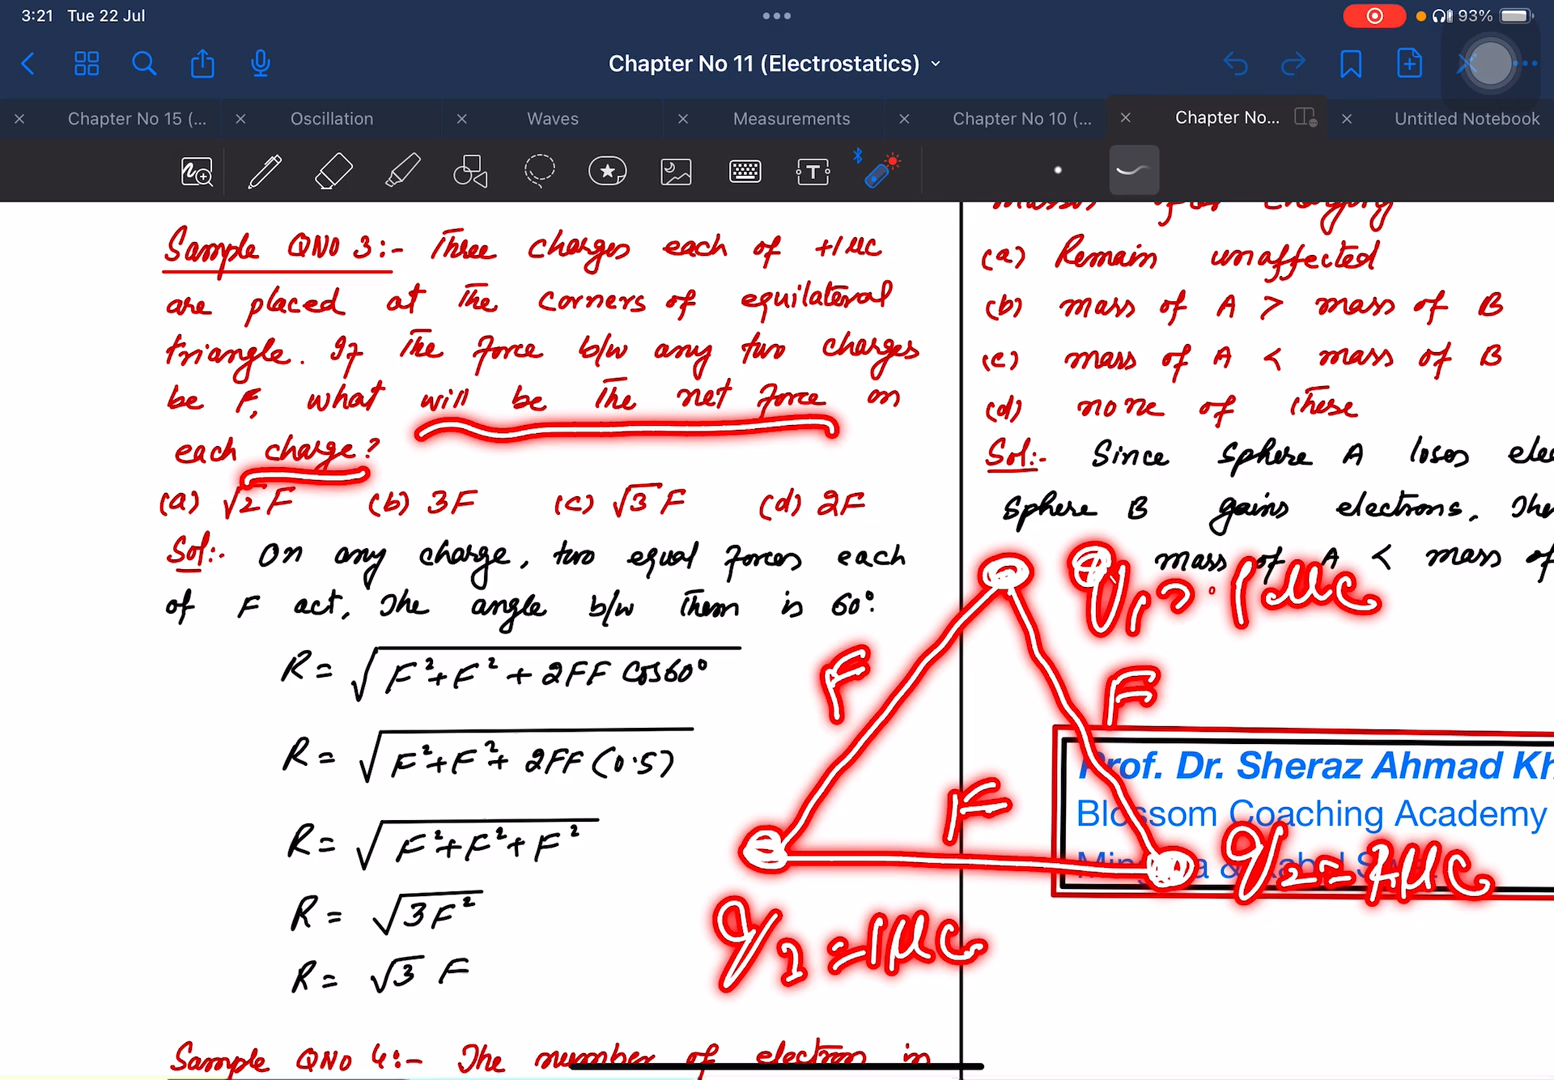 3:21 Tue 22 Jul
93%
Chapter No 11 (Electrostatics)
Chapter No 15 (...
Oscillation
Waves
Measurements
Chapter No 10 (...
Chapter No...
Untitled Notebook
Sample QNO 3:- Three charges each of +1μc
are placed at the corners of equilateral
triangle. If the force b/w any two charges
be F, what will be the net force on
each charge?
(a) √2 F (b) 3F (c) √3 F (d) 2F
Sol:- On any charge, two equal forces each
of F act, the angle b/w them is 60°.
R = √F²+F²+2FF Cos60°
R = √F²+F²+2FF(0.5)
R = √F²+F²+F²
R = √3F²
R = √3 F
Sample QNO 4:- The number of electron in
(a) Remain unaffected
(b) mass of A > mass of B
(c) mass of A < mass of B
(d) none of these
Sol:- Since sphere A loses ele
Sphere B gains electrons, The
mass of A < mass of
1μc
F
F
F
Prof. Dr. Sheraz Ahmad Kh
Blossom Coaching Academy
=1μc